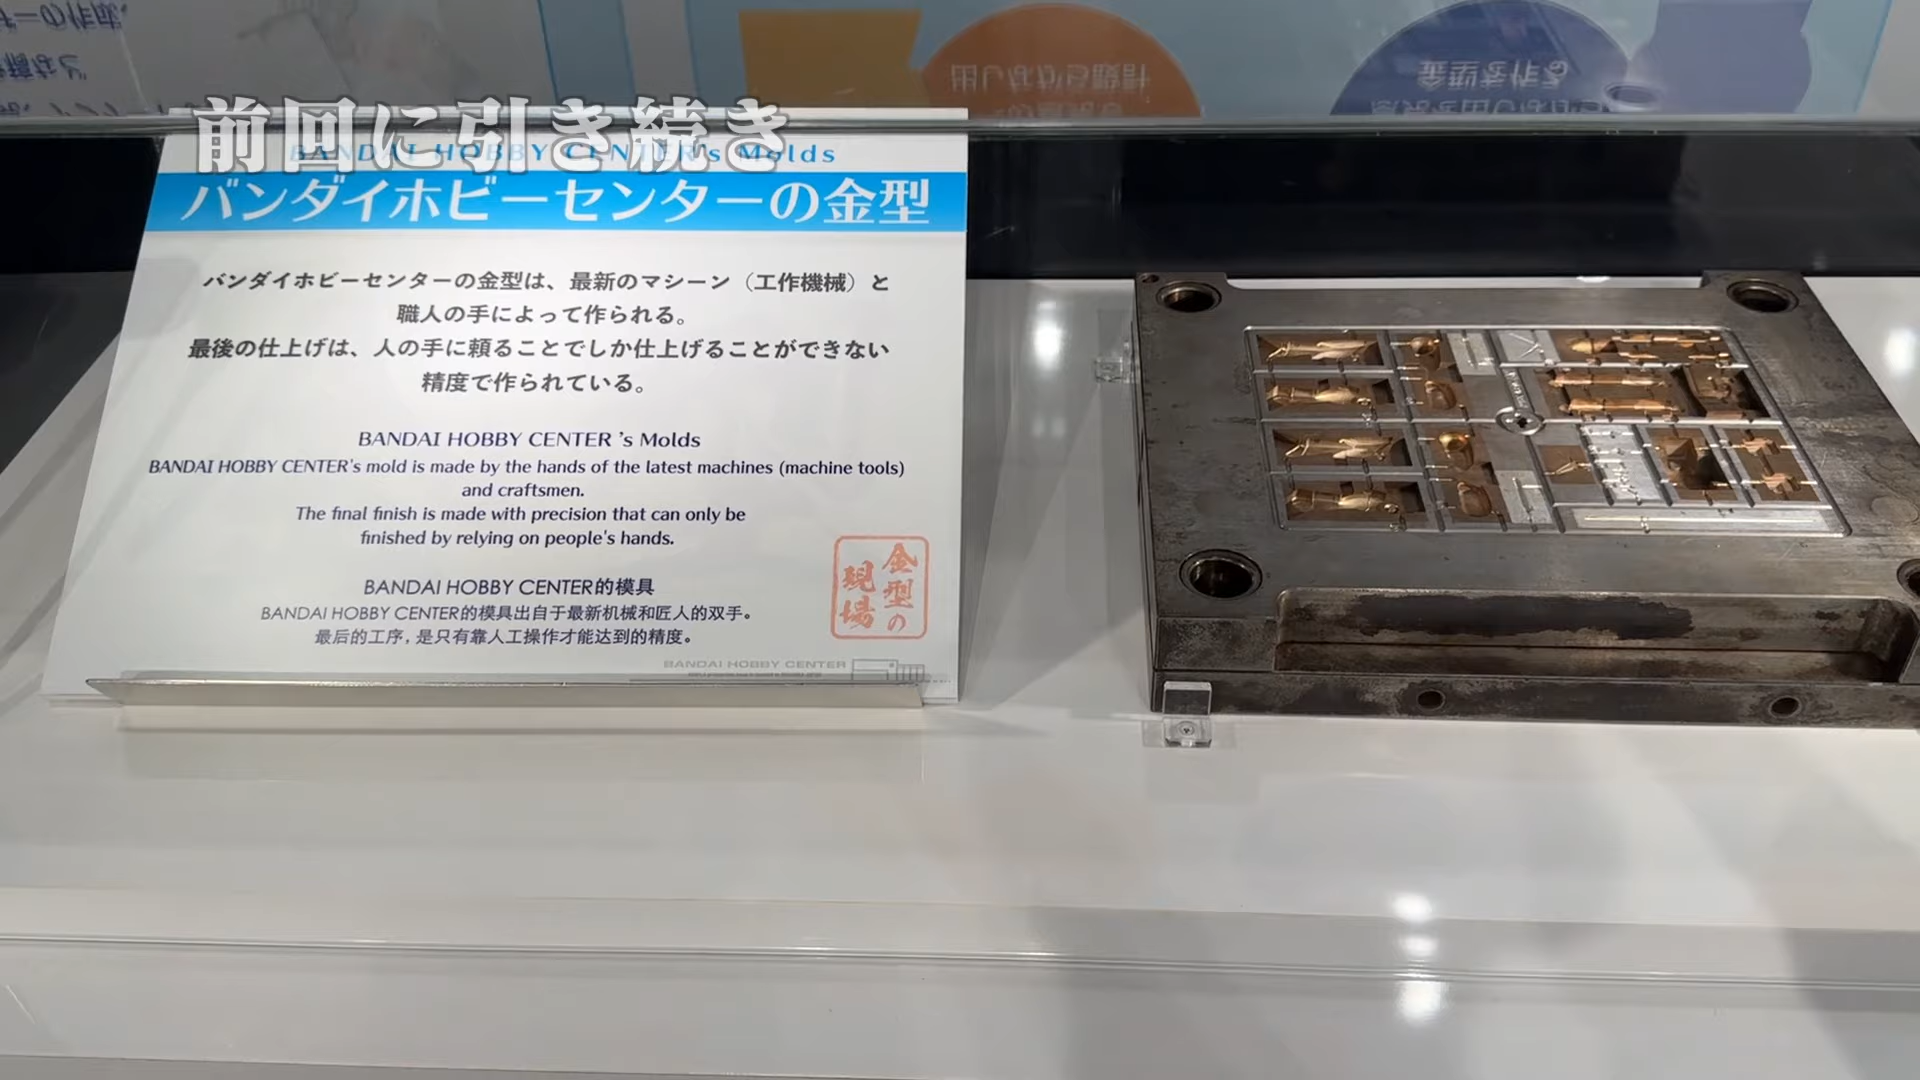 前回に引き続き
BANDAI HOBBY CENTER's Molds
バンダイホビーセンターの金型
バンダイホビーセンターの金型は、最新のマシーン（工作機械）と
職人の手によって作られる。
最後の仕上げは、人の手に頼ることでしか仕上げることができない
精度で作られている。
BANDAI HOBBY CENTER 's Molds
BANDAI HOBBY CENTER's mold is made by the hands of the latest machines (machine tools)
and craftsmen.
The final finish is made with precision that can only be
finished by relying on people's hands.
BANDAI HOBBY CENTER的模具
BANDAI HOBBY CENTER的模具出自于最新机械和匠人的双手。
最后的工序，是只有靠人工操作才能达到的精度。
金型の
現場
BANDAI HOBBY CENTER